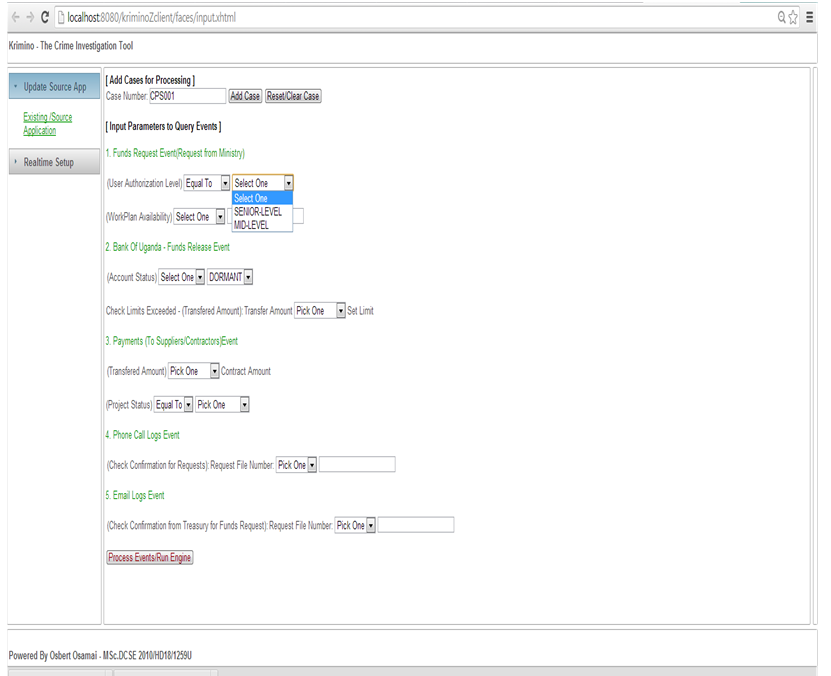 localhost:8080/kriminoZclient/faces/input.xhtml
Krimino - The Crime Investigation Tool
Update Source App
Existing /Source
Application
Realtime Setup
[ Add Cases for Processing ]
Case Number: CPS001 Add Case Reset/Clear Case
[ Input Parameters to Query Events ]
1. Funds Request Event(Request from Ministry)
(User Authorization Level) Equal To Select One
Select One
SENIOR-LEVEL
MID-LEVEL
(WorkPlan Availability) Select One
2. Bank Of Uganda - Funds Release Event
(Account Status) Select One DORMANT
Check Limits Exceeded - (Transfered Amount): Transfer Amount Pick One Set Limit
3. Payments (To Suppliers/Contractors)Event
(Transfered Amount) Pick One Contract Amount
(Project Status) Equal To Pick One
4. Phone Call Logs Event
(Check Confirmation for Requests): Request File Number: Pick One
5. Email Logs Event
(Check Confirmation from Treasury for Funds Request): Request File Number: Pick One
Process Events/Run Engine
Powered By Osbert Osamai - MSc.DCSE 2010/HD18/1259U